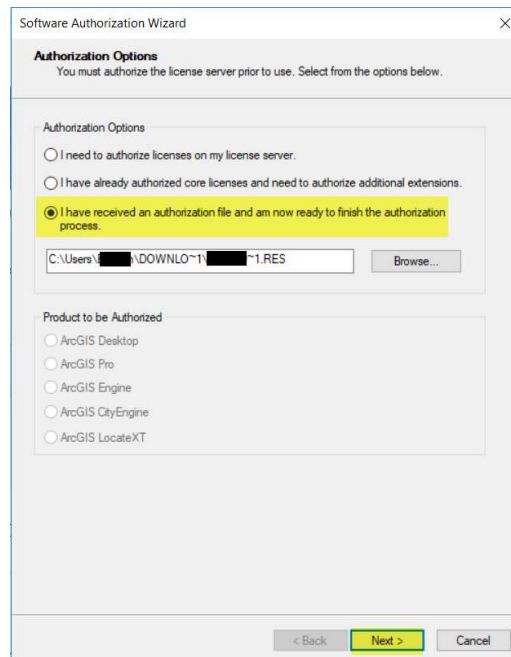 Software Authorization Wizard
Authorization Options
You must authorize the license server prior to use. Select from the options below.
Authorization Options
I need to authorize licenses on my license server.
I have already authorized core licenses and need to authorize additional extensions.
I have received an authorization file and am now ready to finish the authorization
process.
C:\Users\ \DOWNLO~1\ ~1.RES
Browse...
Product to be Authorized
ArcGIS Desktop
ArcGIS Pro
ArcGIS Engine
ArcGIS CityEngine
ArcGIS LocateXT
< Back Next > Cancel